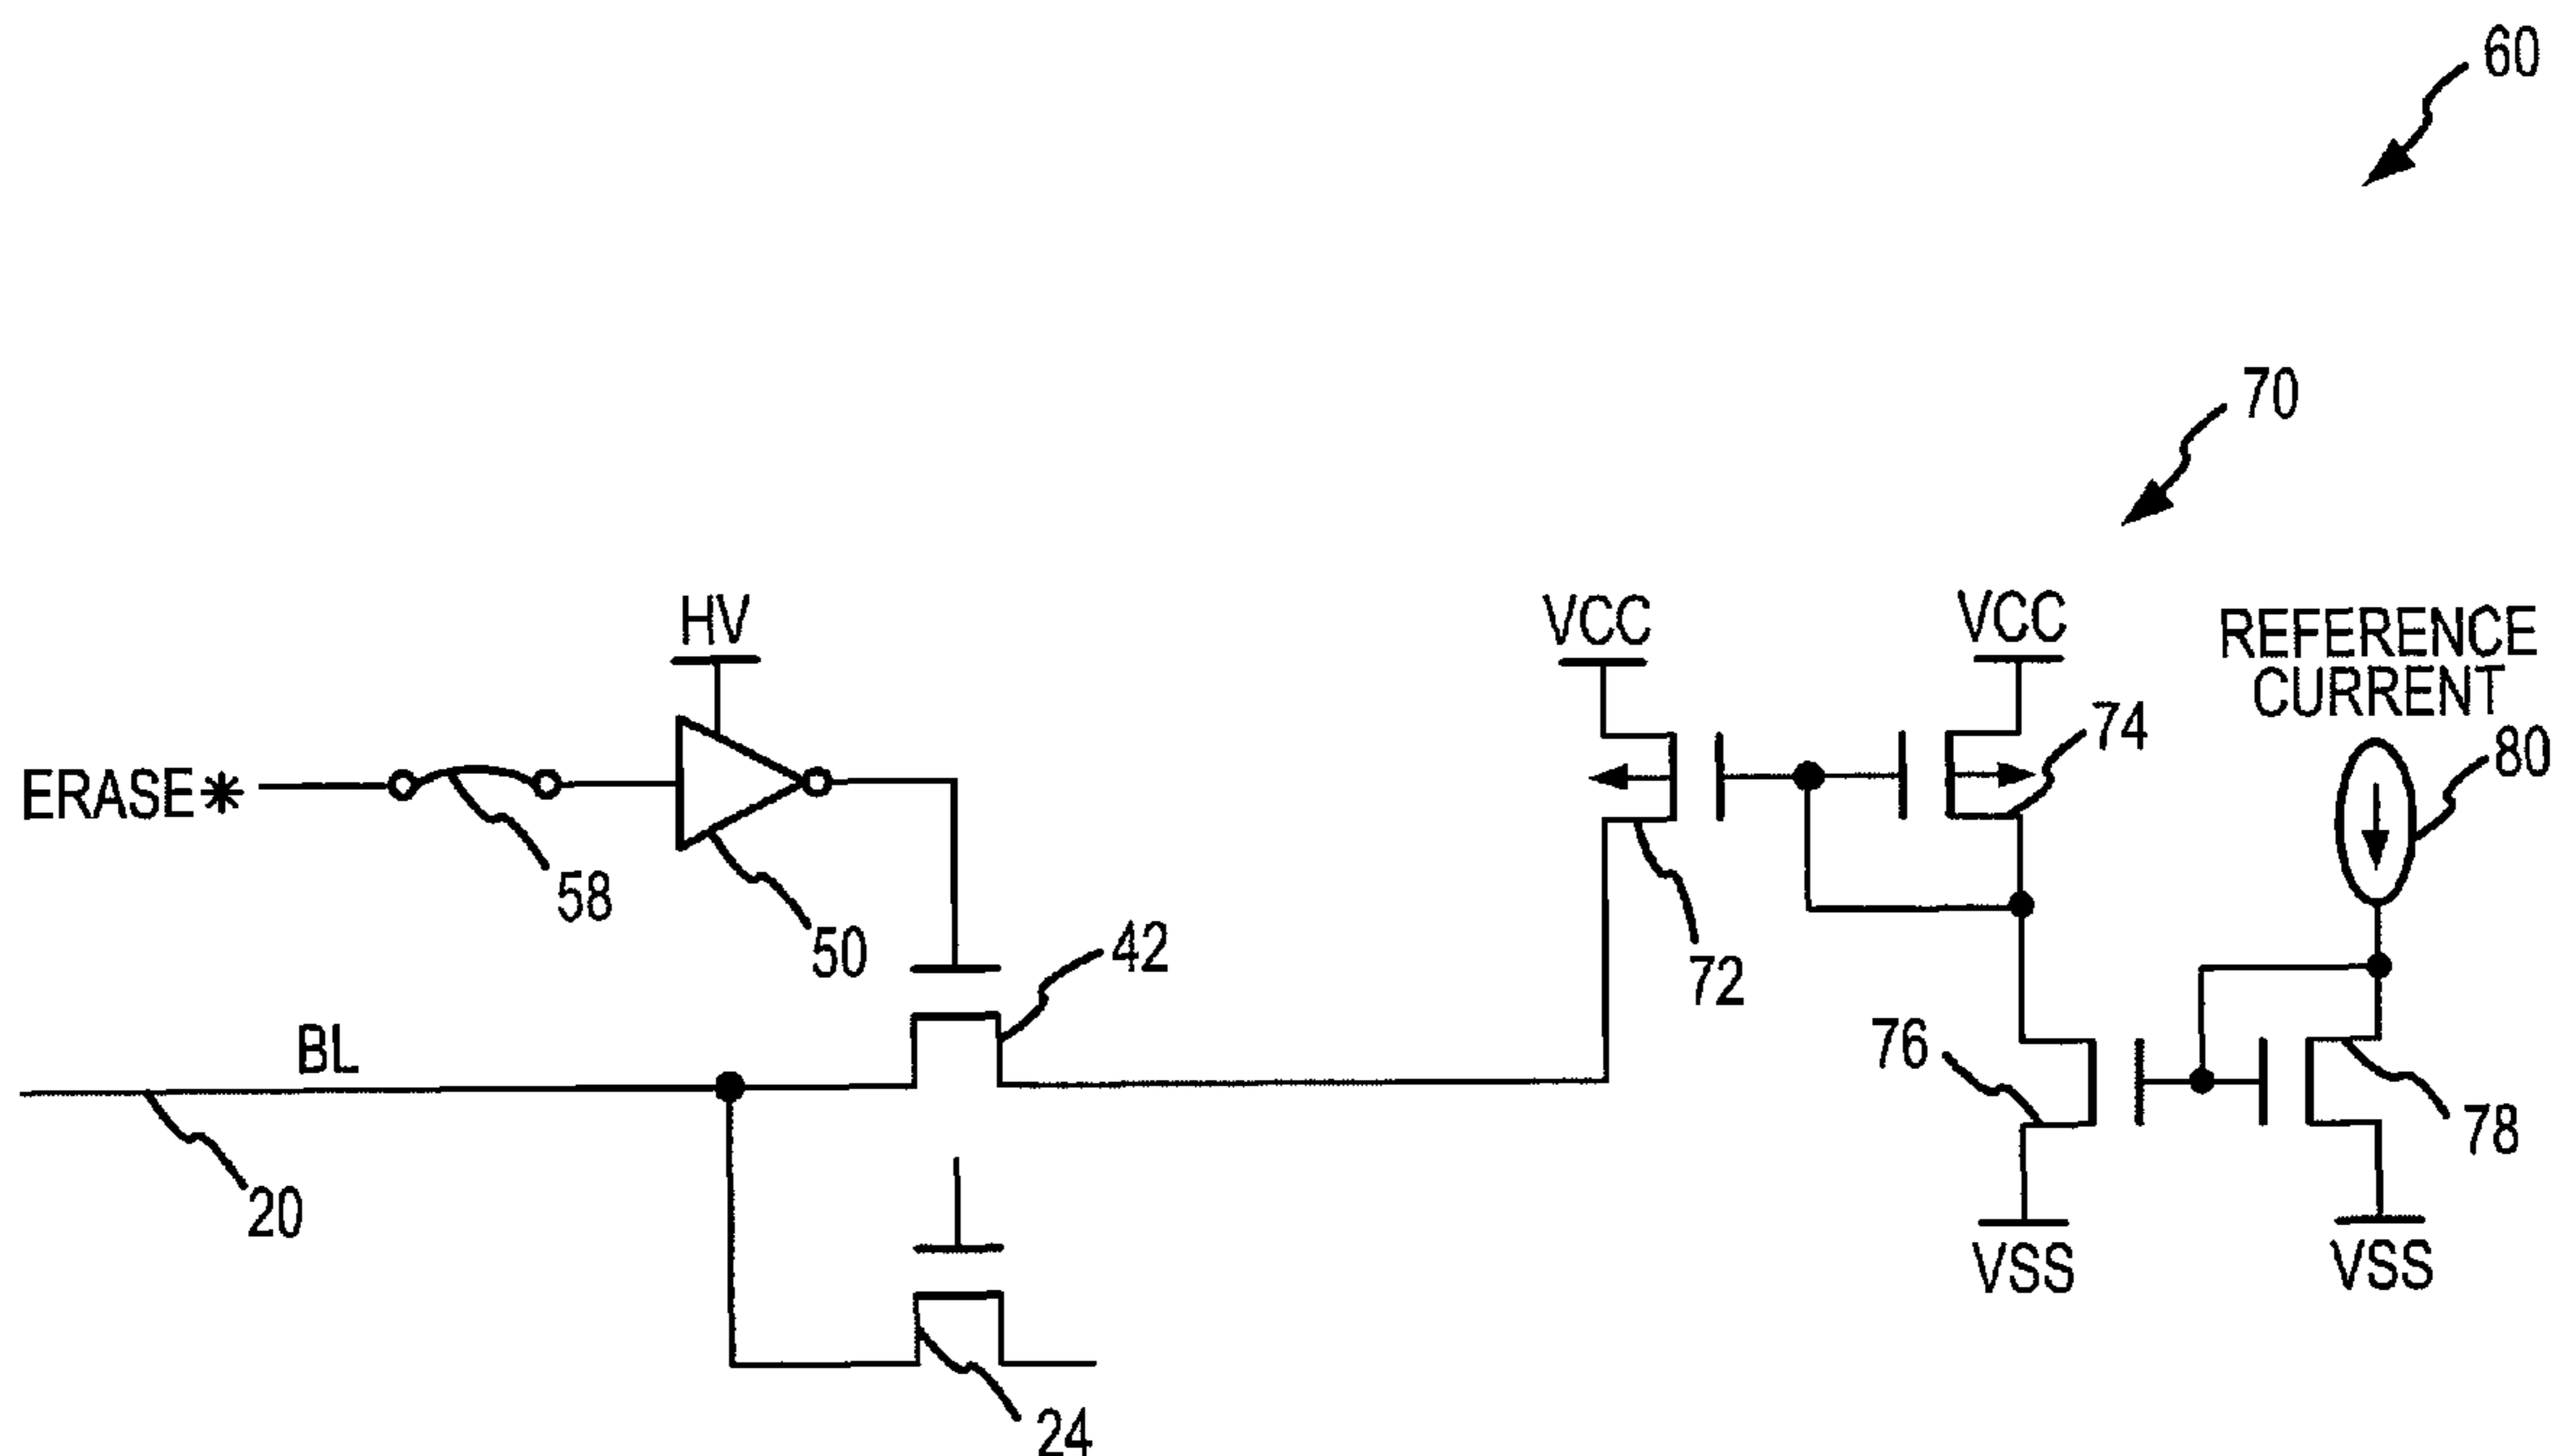 60
70
HV
VCC
VCC
REFERENCE
CURRENT
74
80
ERASE*
58
50
42
72
BL
76
78
20
VSS
VSS
24